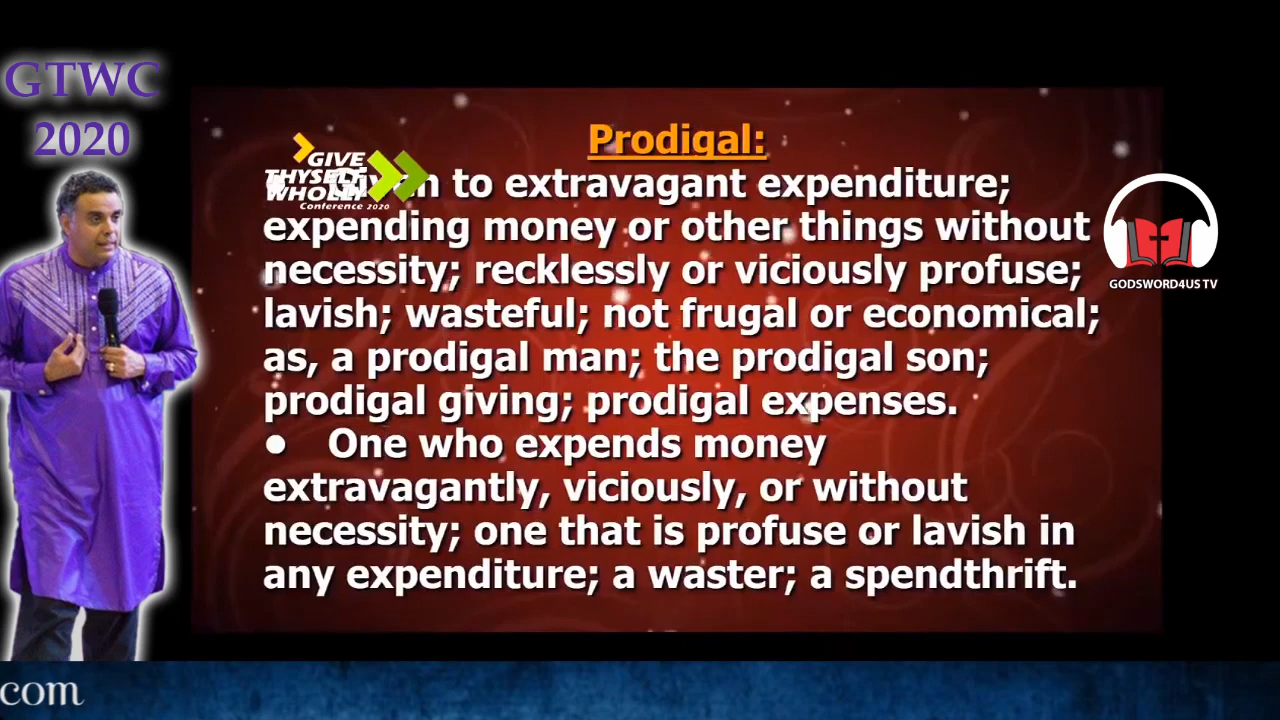 GTWC
2020
Prodigal:
GIVE
THYSELF
WHOLLY
Conference 2020
to extravagant expenditure;
expending money or other things without
necessity; recklessly or viciously profuse;
lavish; wasteful; not frugal or economical;
as, a prodigal man; the prodigal son;
prodigal giving; prodigal expenses.
● One who expends money
extravagantly, viciously, or without
necessity; one that is profuse or lavish in
any expenditure; a waster; a spendthrift.
GODSWORD4US TV
com